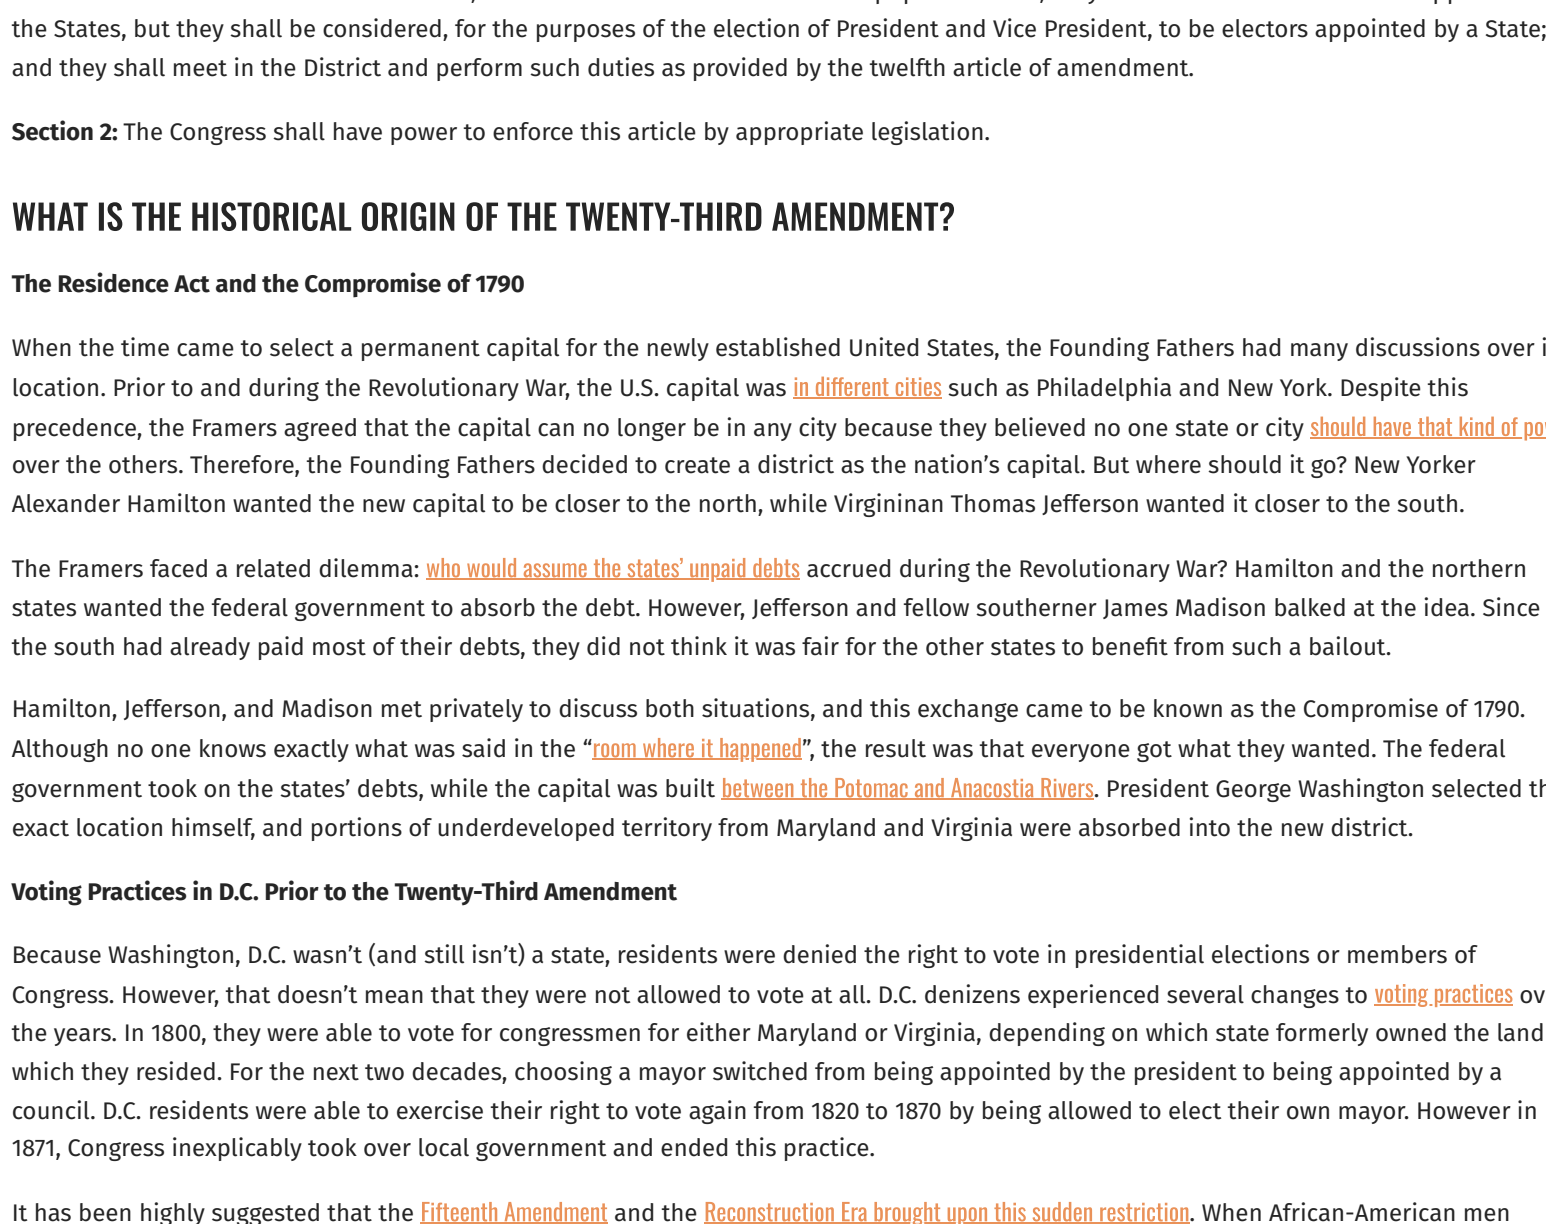 the States, but they shall be considered, for the purposes of the election of President and Vice President, to be electors appointed by a State;
and they shall meet in the District and perform such duties as provided by the twelfth article of amendment.
Section 2: The Congress shall have power to enforce this article by appropriate legislation.
WHAT IS THE HISTORICAL ORIGIN OF THE TWENTY-THIRD AMENDMENT?
The Residence Act and the Compromise of 1790
When the time came to select a permanent capital for the newly established United States, the Founding Fathers had many discussions over
location. Prior to and during the Revolutionary War, the U.S. capital was in different cities such as Philadelphia and New York. Despite this
precedence, the Framers agreed that the capital can no longer be in any city because they believed no one state or city should have that kind of
over the others. Therefore, the Founding Fathers decided to create a district as the nation’s capital. But where should it go? New Yorker
Alexander Hamilton wanted the new capital to be closer to the north, while Virgininan Thomas Jefferson wanted it closer to the south.
The Framers faced a related dilemma: who would assume the states’ unpaid debts accrued during the Revolutionary War? Hamilton and the northern
states wanted the federal government to absorb the debt. However, Jefferson and fellow southerner James Madison balked at the idea. Since
the south had already paid most of their debts, they did not think it was fair for the other states to benefit from such a bailout.
Hamilton, Jefferson, and Madison met privately to discuss both situations, and this exchange came to be known as the Compromise of 1790.
Although no one knows exactly what was said in the “room where it happened”, the result was that everyone got what they wanted. The federal
government took on the states’ debts, while the capital was built between the Potomac and Anacostia Rivers. President George Washington selected
exact location himself, and portions of underdeveloped territory from Maryland and Virginia were absorbed into the new district.
Voting Practices in D.C. Prior to the Twenty-Third Amendment
Because Washington, D.C. wasn’t (and still isn’t) a state, residents were denied the right to vote in presidential elections or members of
Congress. However, that doesn’t mean that they were not allowed to vote at all. D.C. denizens experienced several changes to voting practices
the years. In 1800, they were able to vote for congressmen for either Maryland or Virginia, depending on which state formerly owned the land
which they resided. For the next two decades, choosing a mayor switched from being appointed by the president to being appointed by a
council. D.C. residents were able to exercise their right to vote again from 1820 to 1870 by being allowed to elect their own mayor. However in
1871, Congress inexplicably took over local government and ended this practice.
It has been highly suggested that the Fifteenth Amendment and the Reconstruction Era brought upon this sudden restriction. When African-American men